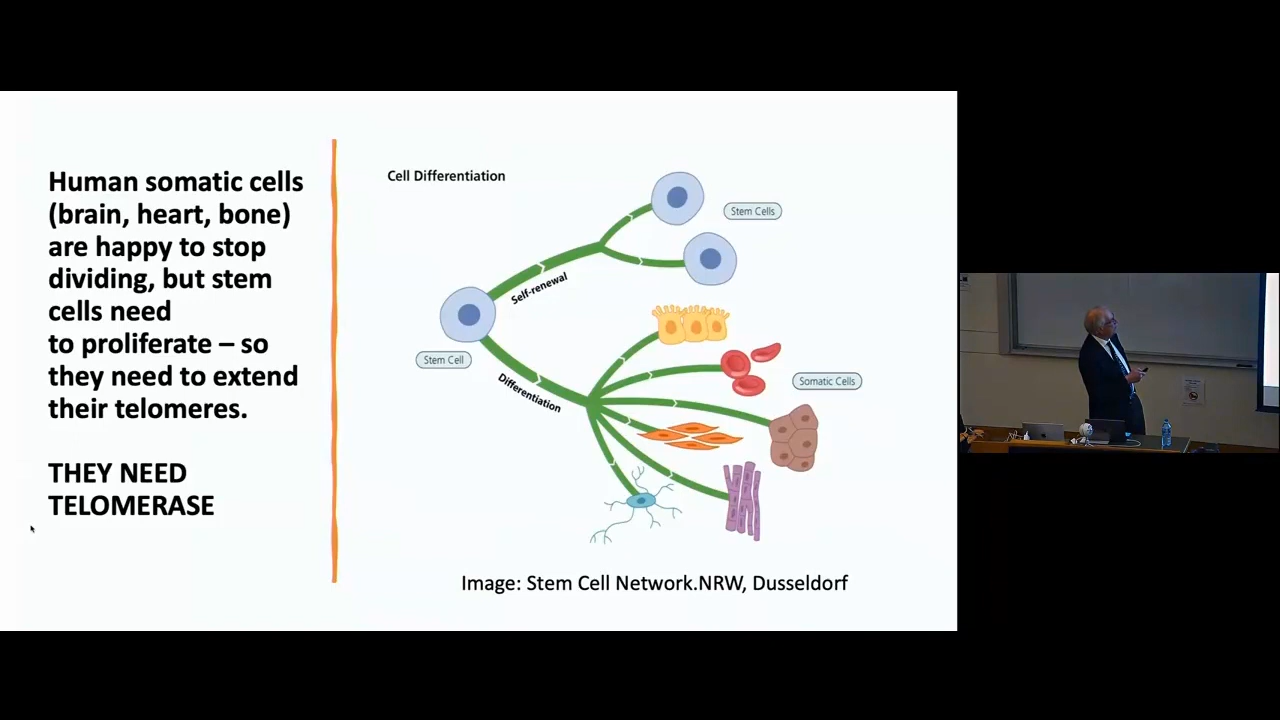 Human somatic cells
(brain, heart, bone)
are happy to stop
dividing, but stem
cells need
to proliferate – so
they need to extend
their telomeres.
THEY NEED
TELOMERASE
Cell Differentiation
Stem Cells
Self-renewal
Stem Cell
Differentiation
Somatic Cells
Image: Stem Cell Network.NRW, Dusseldorf